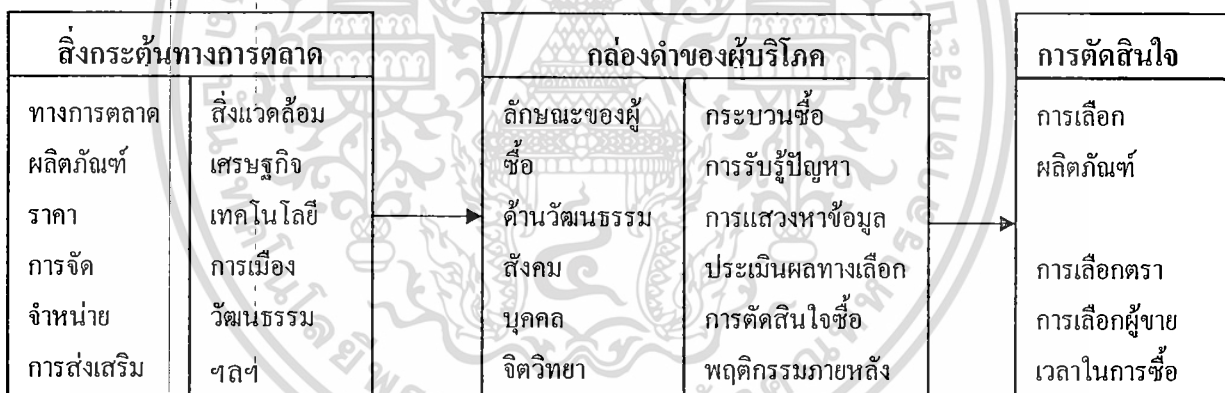 สิ่งกระตุ้นทางการตลาด
ทางการตลาด
ผลิตภัณฑ์
ราคา
การจัด
จำหน่าย
การส่งเสริม
สิ่งแวดล้อม
เศรษฐกิจ
เทคโนโลยี
การเมือง
วัฒนธรรม
ฯลฯ
กล่องดำของผู้บริโภค
ลักษณะของผู้
ซื้อ
ด้านวัฒนธรรม
สังคม
บุคคล
จิตวิทยา
กระบวนซื้อ
การรับรู้ปัญหา
การแสวงหาข้อมูล
ประเมินผลทางเลือก
การตัดสินใจซื้อ
พฤติกรรมภายหลัง
การตัดสินใจ
การเลือก
ผลิตภัณฑ์
การเลือกตรา
การเลือกผู้ขาย
เวลาในการซื้อ